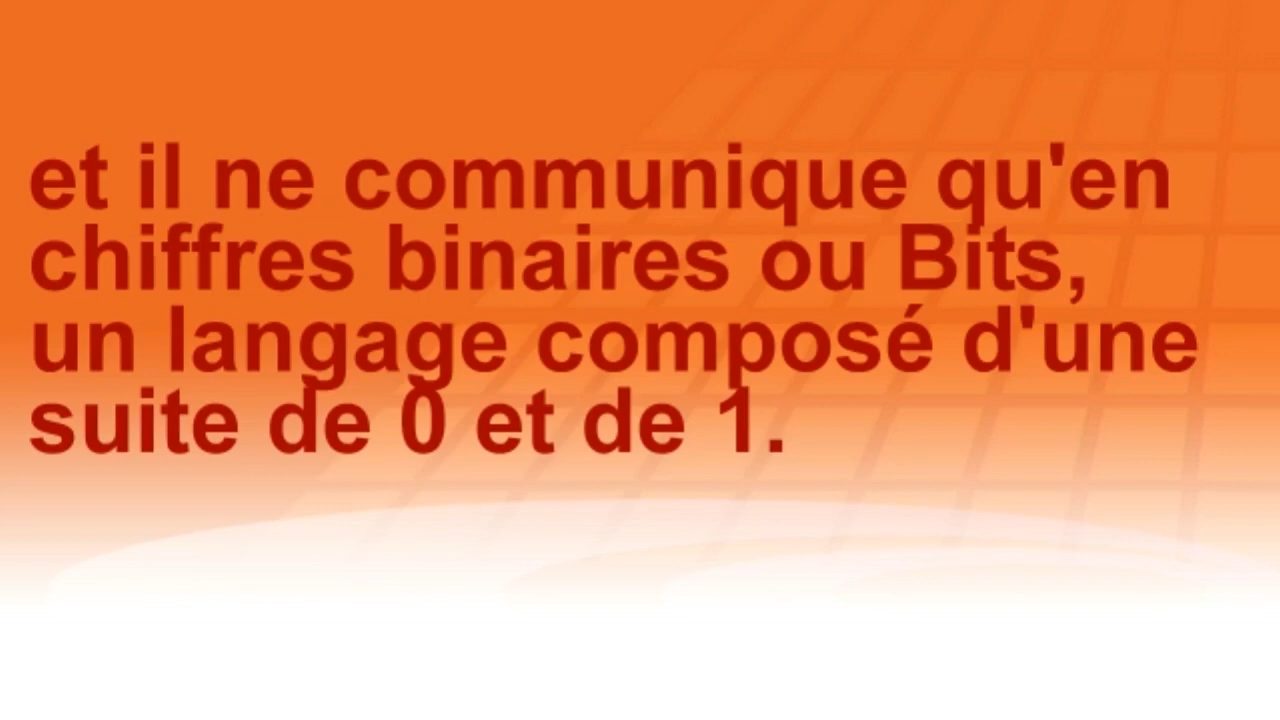 et il ne communique qu'en
chiffres binaires ou Bits,
un langage composé d'une
suite de 0 et de 1.